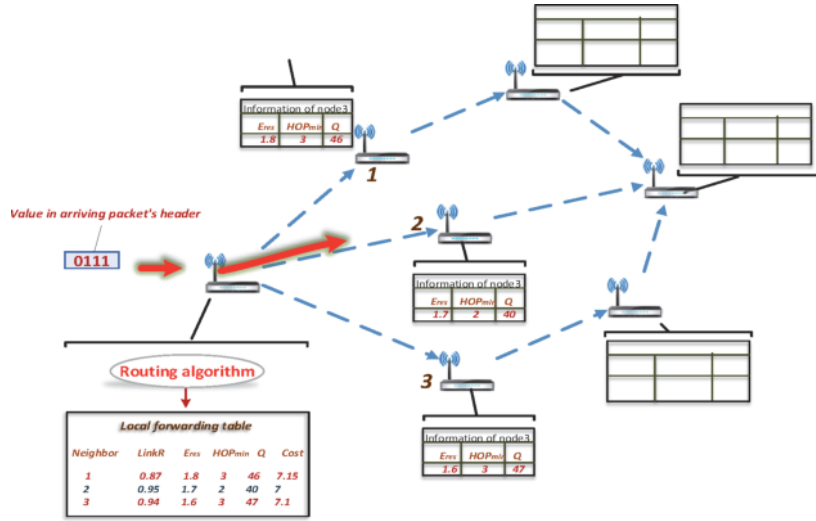 Information of node3
Eres HOPmin Q
1.8 3 46
1
Value in arriving packet's header
0111
2
Information of node3
Eres HOPmin Q
1.7 2 40
Routing algorithm
3
Local forwarding table
Information of node3
Eres HOPmin Q
1.6 3 47
Neighbor LinkR Eres HOPmin Q Cost
1 0.87 1.8 3 46 7.15
2 0.95 1.7 2 40 7
3 0.94 1.6 3 47 7.1